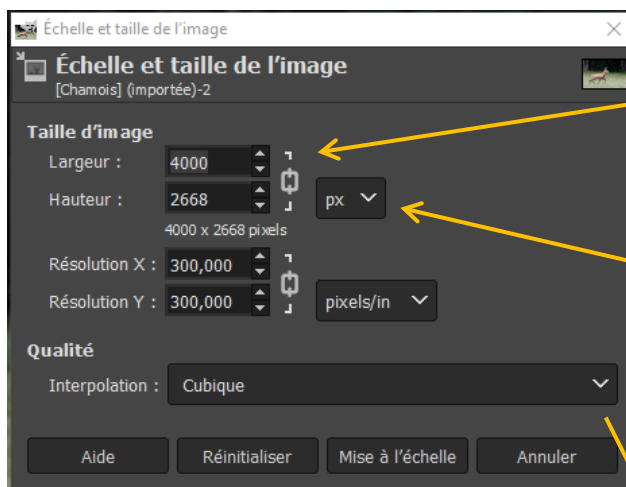 Échelle et taille de l'image
Échelle et taille de l'image
[Chamois] (importée)-2
Taille d'image
Largeur : 4000
Hauteur : 2668 px
4000 x 2668 pixels
Résolution X : 300,000
Résolution Y : 300,000 pixels/in
Qualité
Interpolation : Cubique
Aide Réinitialiser Mise à l'échelle Annuler